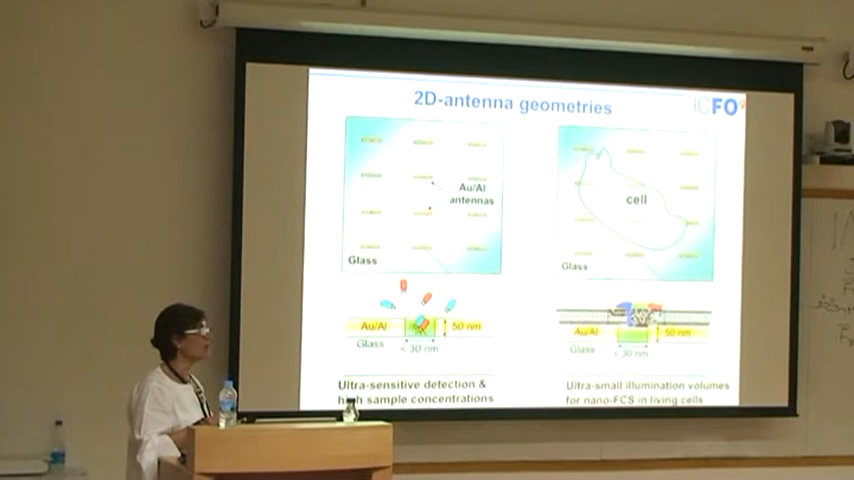 2D-antenna geometries
ICFO
Au/Al
antennas
Glass
cell
Glass
Au/Al
50 nm
Glass
< 30 nm
Au/Al
50 nm
Glass
< 30 nm
Ultra-sensitive detection &
high sample concentrations
Ultra-small illumination volumes
for nano-FCS in living cells